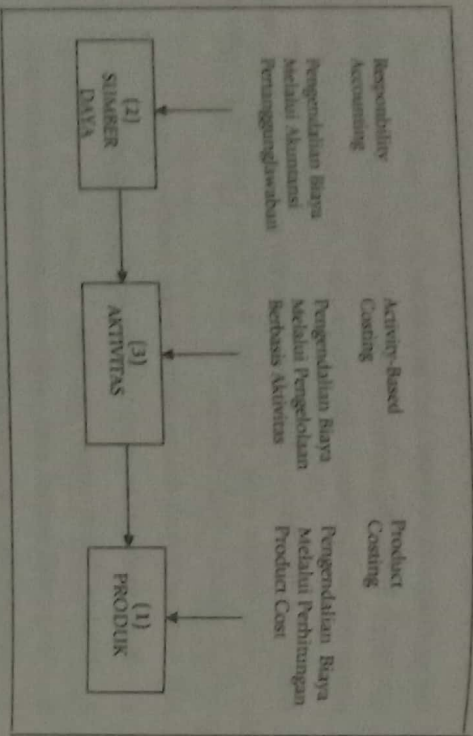 Responbility
Accounting
Pengendalian Biaya
Melalui Akuntansi
Pertanggungjawaban
(2)
SUMBER
DAYA
Activity-Based
Costing
Pengendalian Biaya
Melalui Pengelolaan
Berbasis Aktivitas
(3)
AKTIVITAS
Product
Costing
Pengendalian Biaya
Melalui Perhitungan
Product Cost
(1)
PRODUK